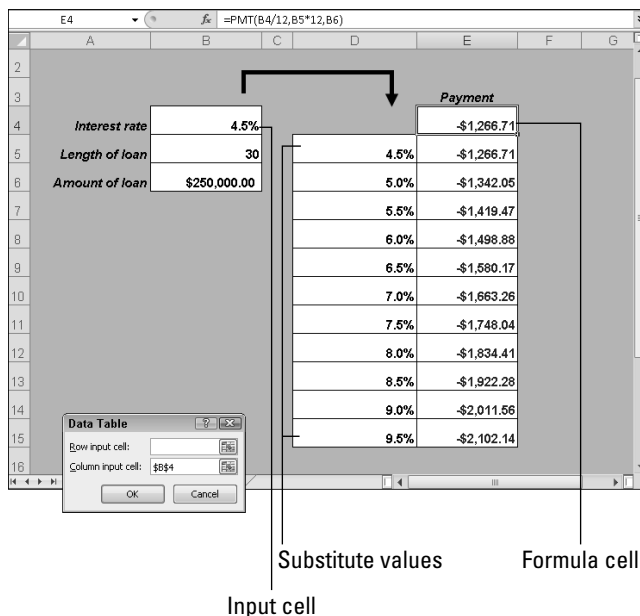 E4 fx =PMT(B4/12,B5*12,B6)
A B C D E F G
2
3 Payment
4 Interest rate 4.5% -$1,266.71
5 Length of loan 30 4.5% -$1,266.71
6 Amount of loan $250,000.00 5.0% -$1,342.05
7 5.5% -$1,419.47
8 6.0% -$1,498.88
9 6.5% -$1,580.17
10 7.0% -$1,663.26
11 7.5% -$1,748.04
12 8.0% -$1,834.41
13 8.5% -$1,922.28
14 9.0% -$2,011.56
15 9.5% -$2,102.14
16
Data Table
Row input cell:
Column input cell: $B$4
OK Cancel
Substitute values Formula cell
Input cell